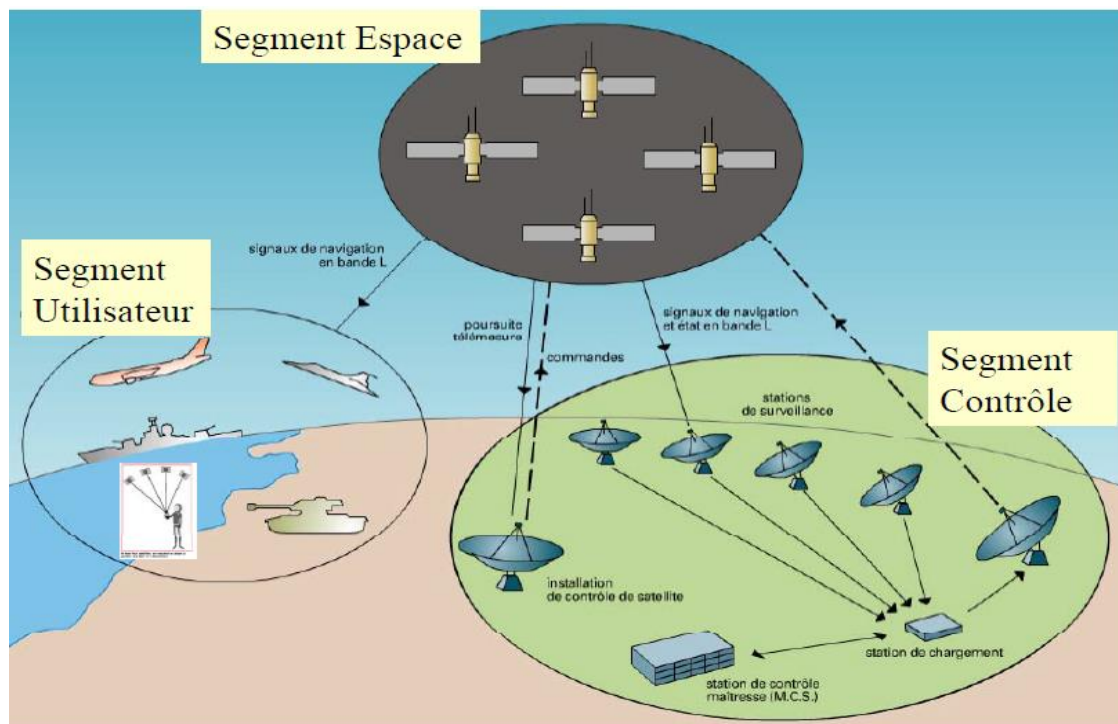 Segment Espace
signaux de navigation
en bande L
Segment
Utilisateur
poursuite
télémesure
commandes
signaux de navigation
et état en bande L
Segment
Contrôle
stations
de surveillance
installation
de contrôle de satellite
station de chargement
station de contrôle
maîtresse (M.C.S.)